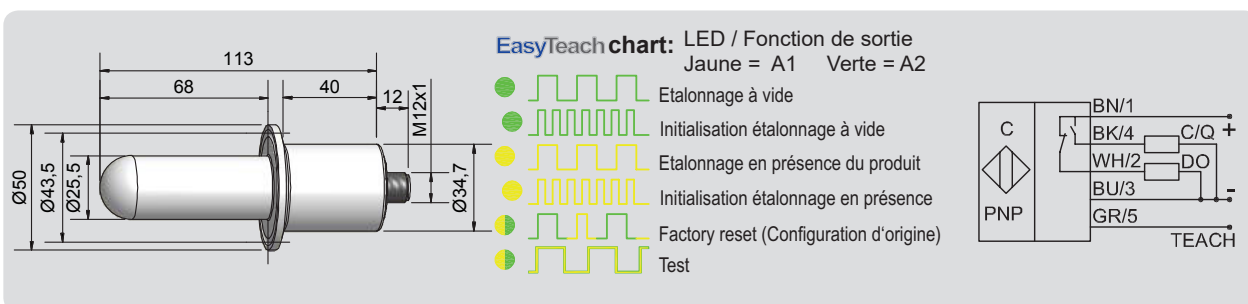 113
68
40
12
M12x1
Ø50
Ø43,5
Ø25,5
Ø34,7
EasyTeach chart: LED / Fonction de sortie
Jaune = A1 Verte = A2
Etalonnage à vide
Initialisation étalonnage à vide
Etalonnage en présence du produit
Initialisation étalonnage en présence
Factory reset (Configuration d‘origine)
Test
C
PNP
BN/1
+
BK/4
C/Q
WH/2
DO
BU/3
-
GR/5
TEACH